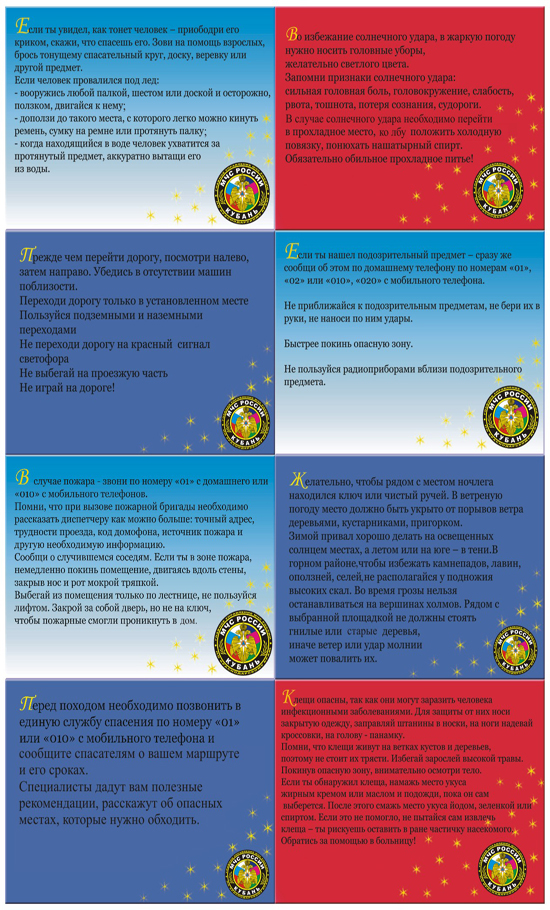 Если ты увидел, как тонет человек – приободри его
криком, скажи, что спасешь его. Зови на помощь взрослых,
брось тонущему спасательный круг, доску, веревку или
другой предмет.
Если человек провалился под лед:
- вооружись любой палкой, шестом или доской и осторожно,
ползком, двигайся к нему;
- доползи до такого места, с которого легко можно кинуть
ремень, сумку на ремне или протянуть палку;
- когда находящийся в воде человек ухватится за
протянутый предмет, аккуратно вытащи его
из воды.
МЧС РОССИИ
КУБАНЬ
Во избежание солнечного удара, в жаркую погоду
нужно носить головные уборы,
желательно светлого цвета.
Запомни признаки солнечного удара:
сильная головная боль, головокружение, слабость,
рвота, тошнота, потеря сознания, судороги.
В случае солнечного удара необходимо перейти
в прохладное место, ко лбу положить холодную
повязку, понюхать нашатырный спирт.
Обязательно обильное прохладное питье!
МЧС РОССИИ
КУБАНЬ
Прежде чем перейти дорогу, посмотри налево,
затем направо. Убедись в отсутствии машин
поблизости.
Переходи дорогу только в установленном месте
Пользуйся подземными и наземными
переходами
Не переходи дорогу на красный сигнал
светофора
Не выбегай на проезжую часть
Не играй на дороге!
МЧС РОССИИ
КУБАНЬ
Если ты нашел подозрительный предмет – сразу же
сообщи об этом по домашнему телефону по номерам «01»,
«02» или «010», «020» с мобильного телефона.
Не приближайся к подозрительным предметам, не бери их в
руки, не наноси по ним удары.
Быстрее покинь опасную зону.
Не пользуйся радиоприборами вблизи подозрительного
предмета.
МЧС РОССИИ
КУБАНЬ
В случае пожара - звони по номеру «01» с домашнего или
«010» с мобильного телефонов.
Помни, что при вызове пожарной бригады необходимо
рассказать диспетчеру как можно больше: точный адрес,
трудности проезда, код домофона, источник пожара и
другую необходимую информацию.
Сообщи о случившемся соседям. Если ты в зоне пожара,
немедленно покинь помещение, двигаясь вдоль стены,
закрыв нос и рот мокрой тряпкой.
Выбегай из помещения только по лестнице, не пользуйся
лифтом. Закрой за собой дверь, но не на ключ,
чтобы пожарные смогли проникнуть в дом.
МЧС РОССИИ
КУБАНЬ
Желательно, чтобы рядом с местом ночлега
находился ключ или чистый ручей. В ветреную
погоду место должно быть укрыто от порывов ветра
деревьями, кустарниками, пригорком.
Зимой привал хорошо делать на освещенных
солнцем местах, а летом или на юге – в тени.В
горном районе,чтобы избежать камнепадов, лавин,
оползней, селей,не располагайся у подножия
высоких скал. Во время грозы нельзя
останавливаться на вершинах холмов. Рядом с
выбранной площадкой не должны стоять
гнилые или старые деревья,
иначе ветер или удар молнии
может повалить их.
МЧС РОССИИ
КУБАНЬ
Перед походом необходимо позвонить в
единую службу спасения по номеру «01»
или «010» с мобильного телефона и
сообщите спасателям о вашем маршруте
и его сроках.
Специалисты дадут вам полезные
рекомендации, расскажут об опасных
местах, которые нужно обходить.
МЧС РОССИИ
КУБАНЬ
Клещи опасны, так как они могут заразить человека
инфекционными заболеваниями. Для защиты от них носи
закрытую одежду, заправляй штанины в носки, на ноги надевай
кроссовки, на голову - панамку.
Помни, что клещи живут на ветках кустов и деревьев,
поэтому не стоит их трясти. Избегай зарослей высокой травы.
Покинув опасную зону, внимательно осмотри тело.
Если ты обнаружил клеща, намажь место укуса
жирным кремом или маслом и подожди, пока он сам
выберется. После этого смажь место укуса йодом, зеленкой или
спиртом. Если это не помогло, не пытайся сам извлечь
клеща – ты рискуешь оставить в ране частичку насекомого.
Обратись за помощью в больницу!
МЧС РОССИИ
КУБАНЬ